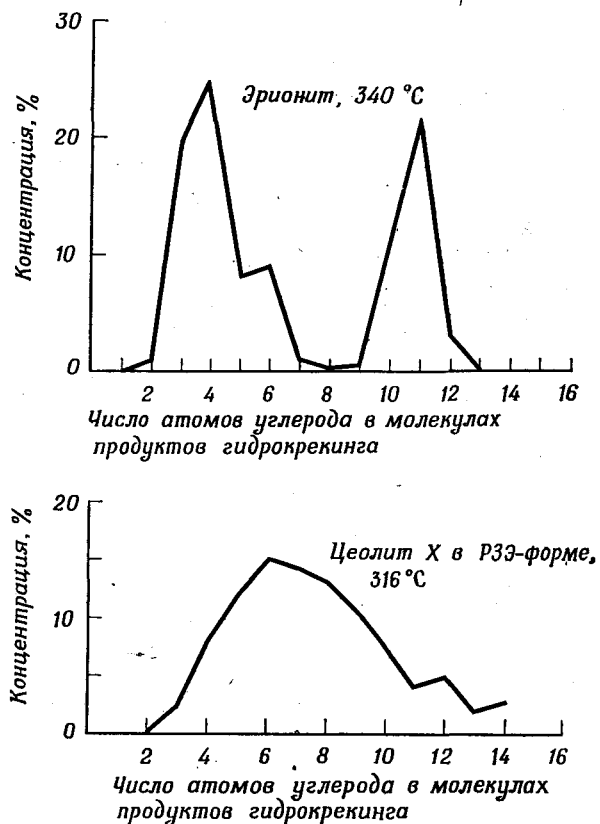 30
Концентрация, %
20
10
0
Эрионит, 340 °С
2 4 6 8 10 12 14 16
Число атомов углерода в молекулах
продуктов гидрокрекинга
20
Концентрация, %
10
0
Цеолит X в РЗЭ-форме,
316 °С
2 4 6 8 10 12 14 16
Число атомов углерода в молекулах
продуктов гидрокрекинга